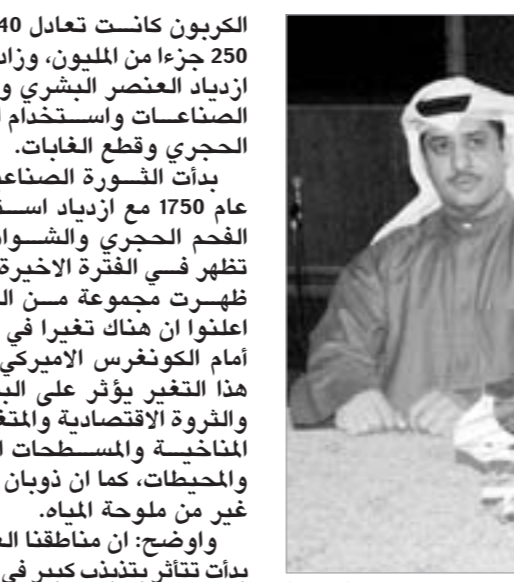 الكربون كانت تعادل 40
250 جزءا من المليون، وزاد
ازدياد العنصر البشري و
الصناعات واستخدام ا
الحجري وقطع الغابات.
بدأت الثورة الصناع
عام 1750 مع ازدياد است
الفحم الحجري والشوا
تظهر في الفترة الاخيرة
ظهرت مجموعة من ال
اعلنوا ان هناك تغيرا في
أمام الكونغرس الاميركي
هذا التغير يؤثر على الب
والثروة الاقتصادية والمتغ
المناخية والمسطحات ا
والمحيطات، كما ان ذوبان
غير من ملوحة المياه.
واوضح: ان مناطقنا الع
بدأت تتأثر بتذبذب كبير في